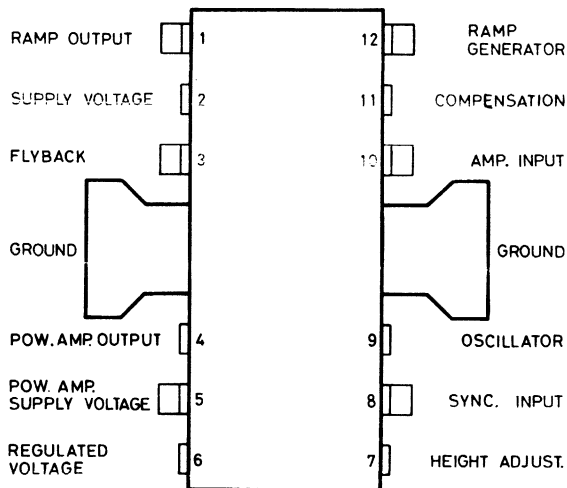 RAMP OUTPUT 1 12 RAMP
GENERATOR
SUPPLY VOLTAGE 2 11 COMPENSATION
FLYBACK 3 10 AMP. INPUT
GROUND GROUND
POW. AMP. OUTPUT 4 9 OSCILLATOR
POW. AMP.
SUPPLY VOLTAGE 5 8 SYNC. INPUT
REGULATED
VOLTAGE 6 7 HEIGHT ADJUST.